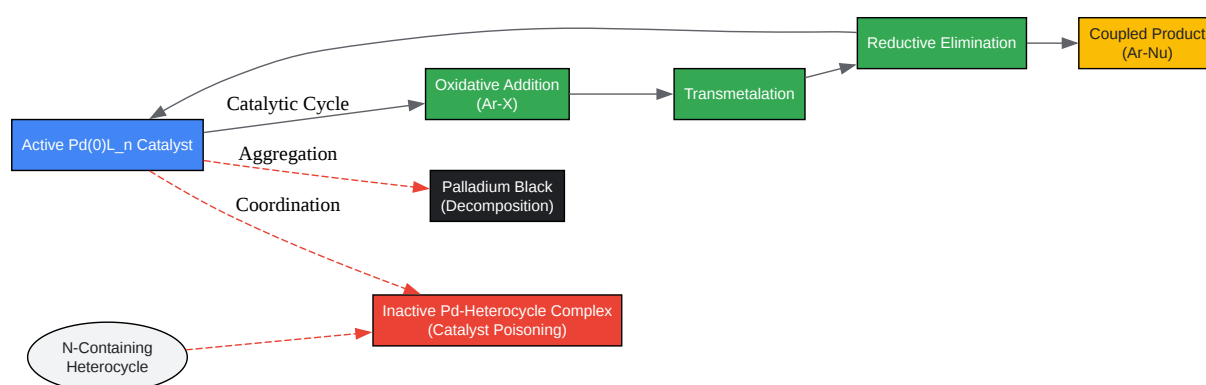 Reductive Elimination
Coupled Product
(Ar-Nu)
Oxidative Addition
(Ar-X)
Transmetalation
Catalytic Cycle
Active Pd(0)L_n Catalyst
Aggregation
Palladium Black
(Decomposition)
Coordination
Inactive Pd-Heterocycle Complex
(Catalyst Poisoning)
N-Containing
Heterocycle